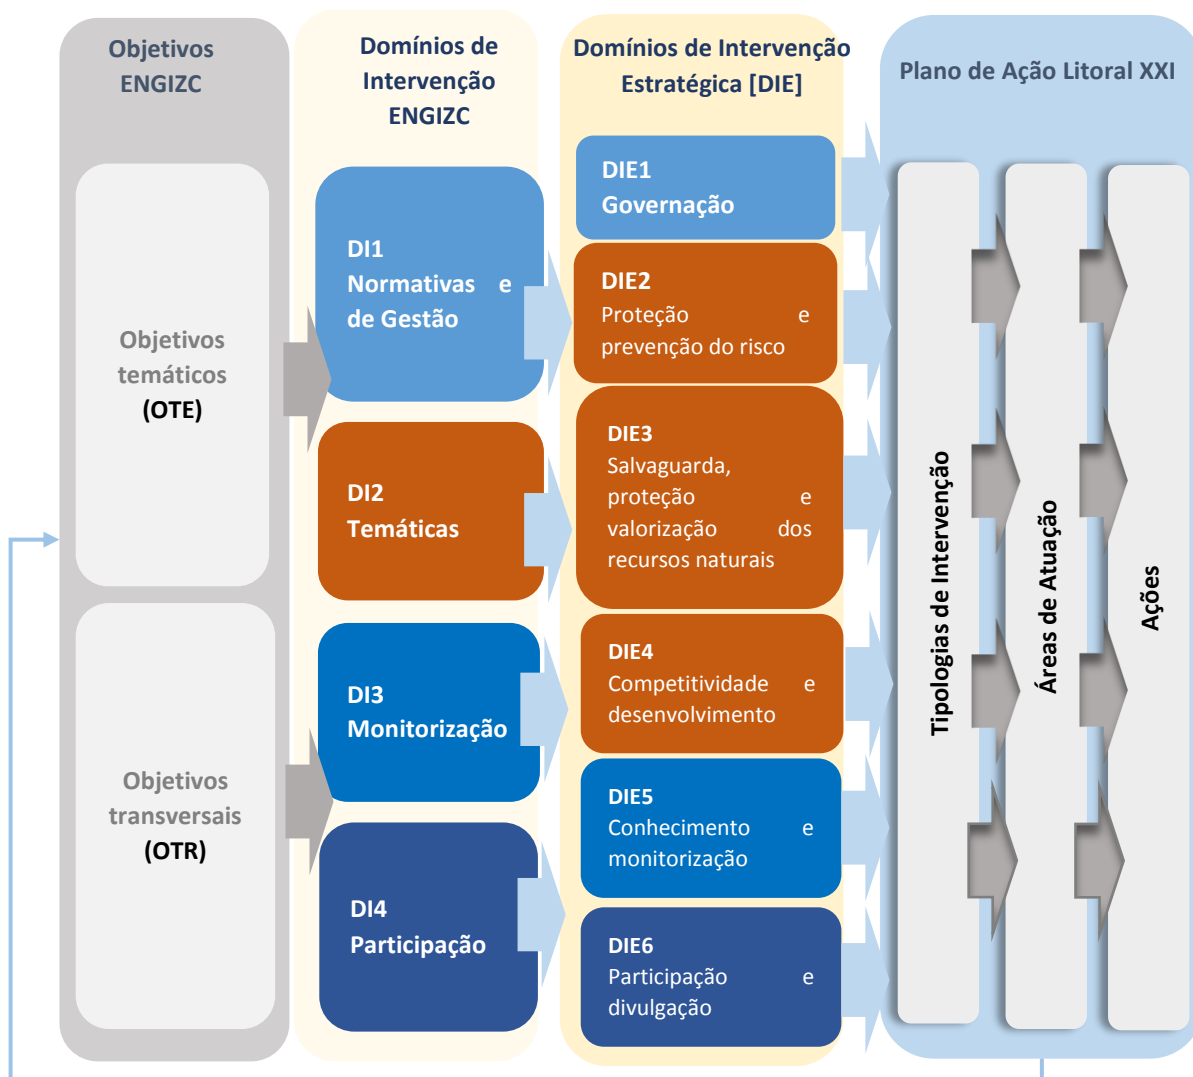 Objetivos
ENGIZC
Objetivos
temáticos
(OTE)
Objetivos
transversais
(OTR)
Domínios de
Intervenção
ENGIZC
DI1
Normativas e
de Gestão
DI2
Temáticas
DI3
Monitorização
DI4
Participação
Domínios de Intervenção
Estratégica [DIE]
DIE1
Governação
DIE2
Proteção e
prevenção do risco
DIE3
Salvaguarda,
proteção e
valorização dos
recursos naturais
DIE4
Competitividade e
desenvolvimento
DIE5
Conhecimento e
monitorização
DIE6
Participação e
divulgação
Plano de Ação Litoral XXI
Tipologias de Intervenção
Áreas de Atuação
Ações